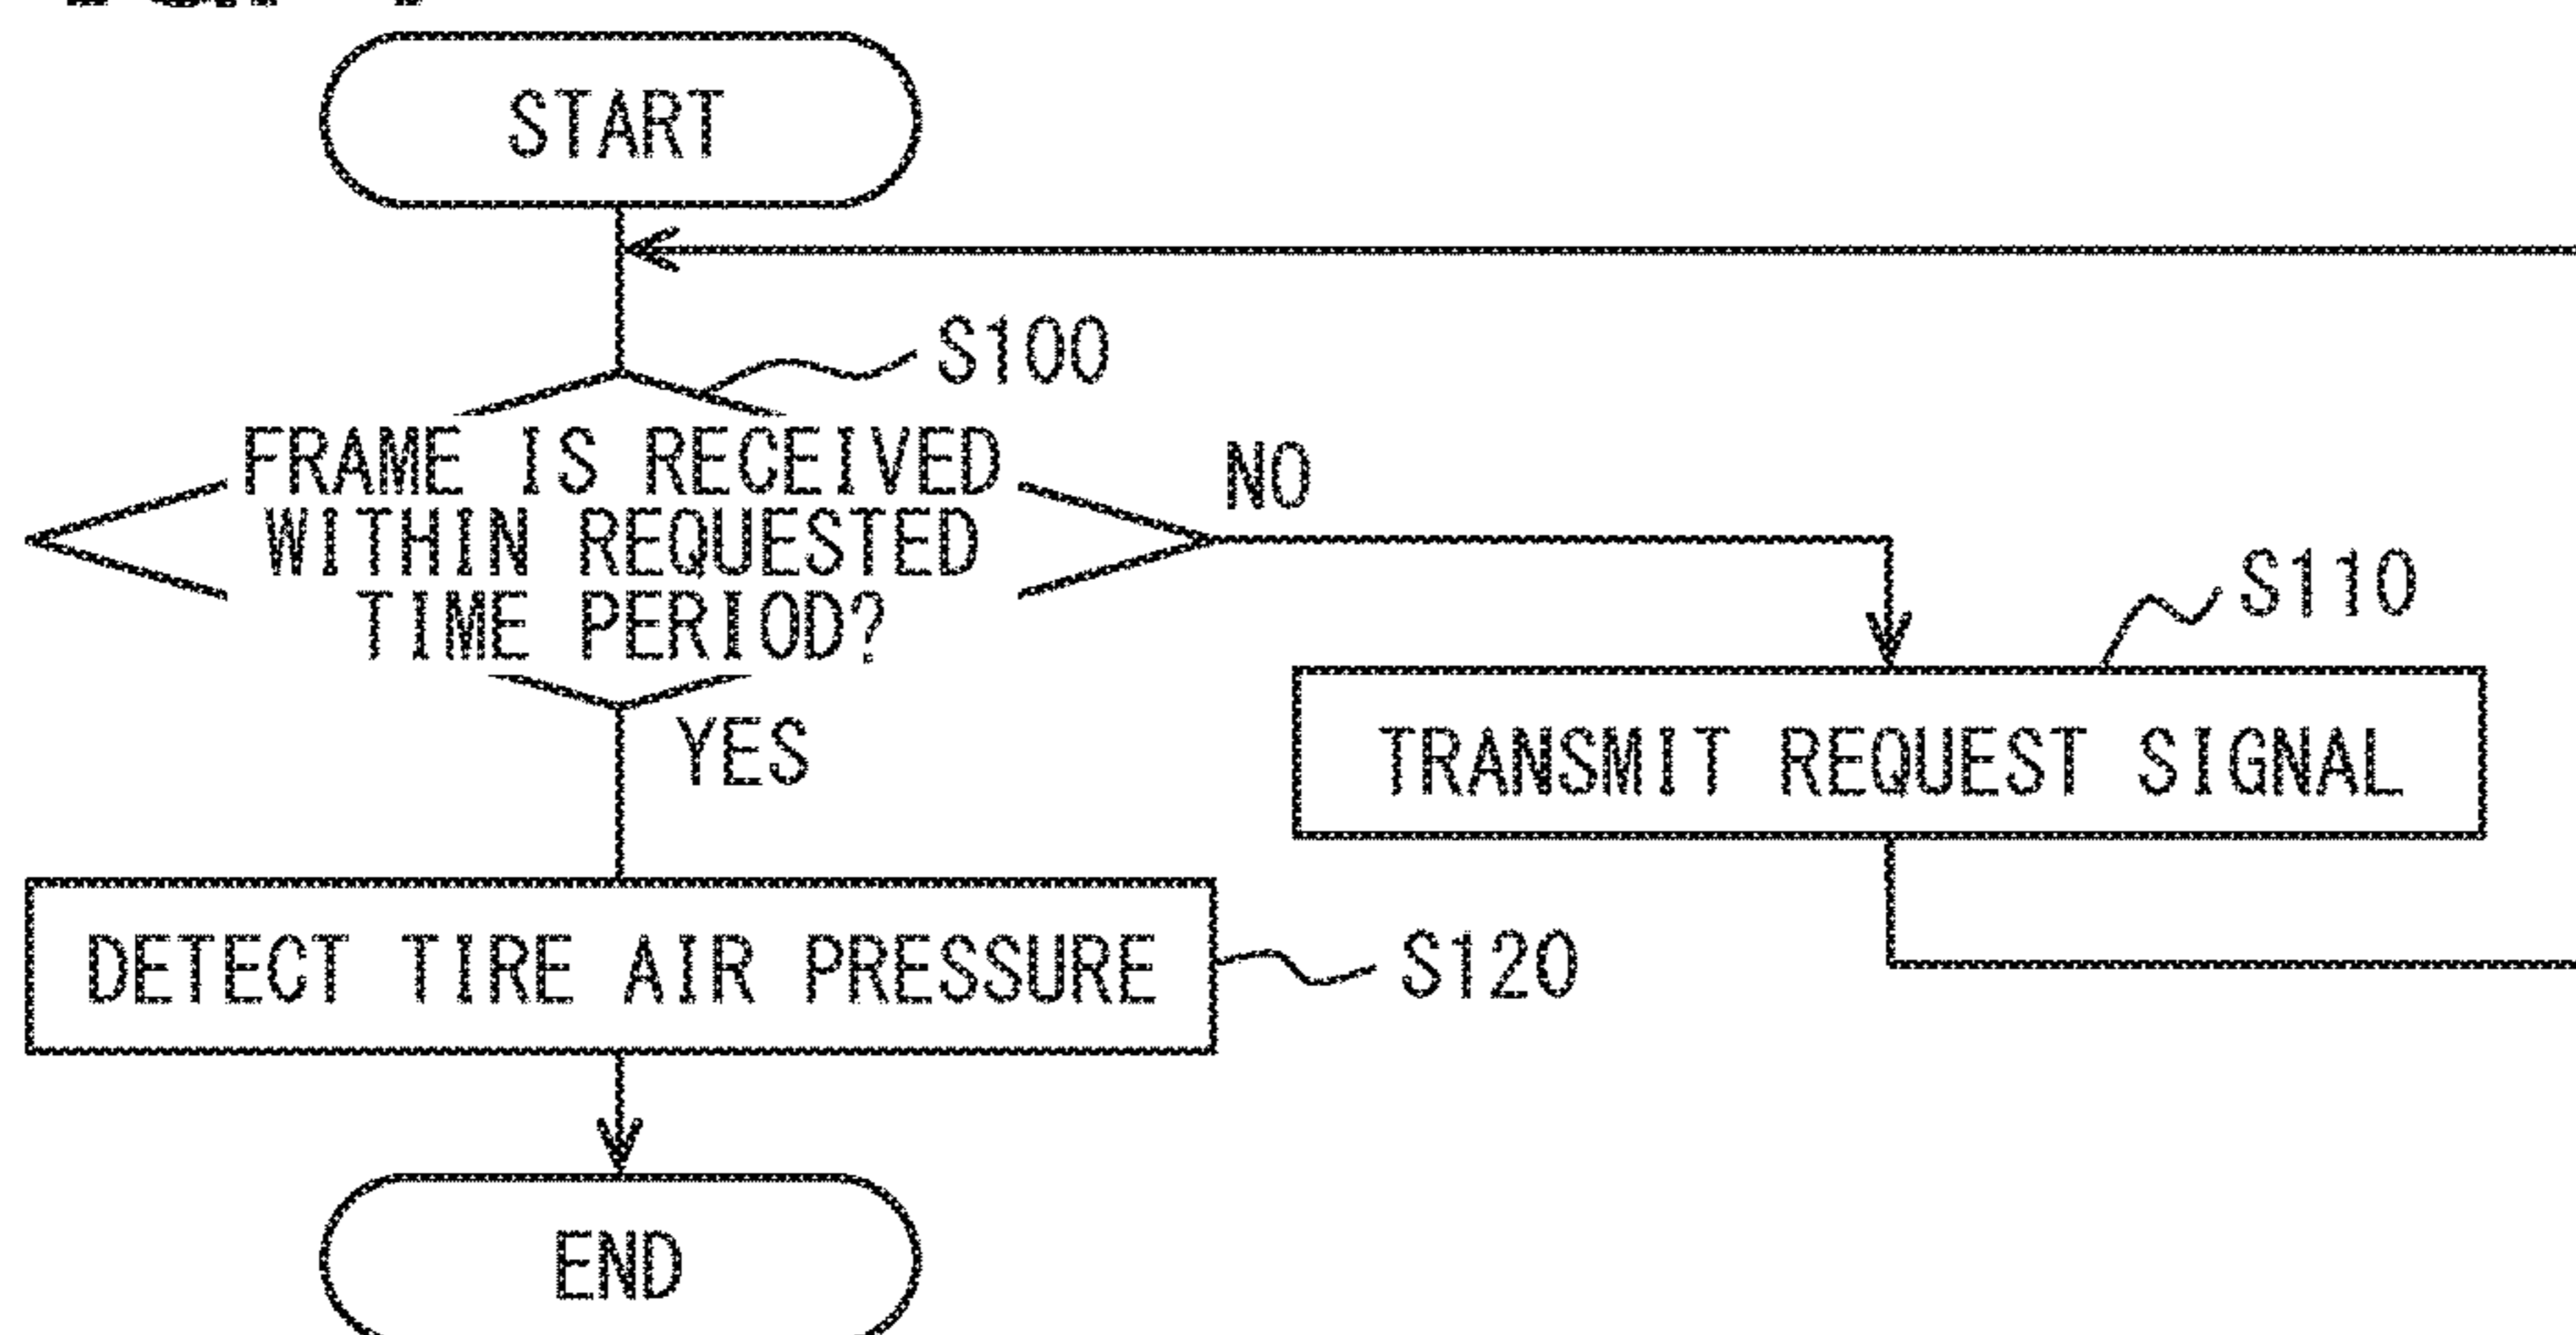 START
S100
FRAME IS RECEIVED
WITHIN REQUESTED
TIME PERIOD?
NO
S110
TRANSMIT REQUEST SIGNAL
YES
DETECT TIRE AIR PRESSURE
S120
END